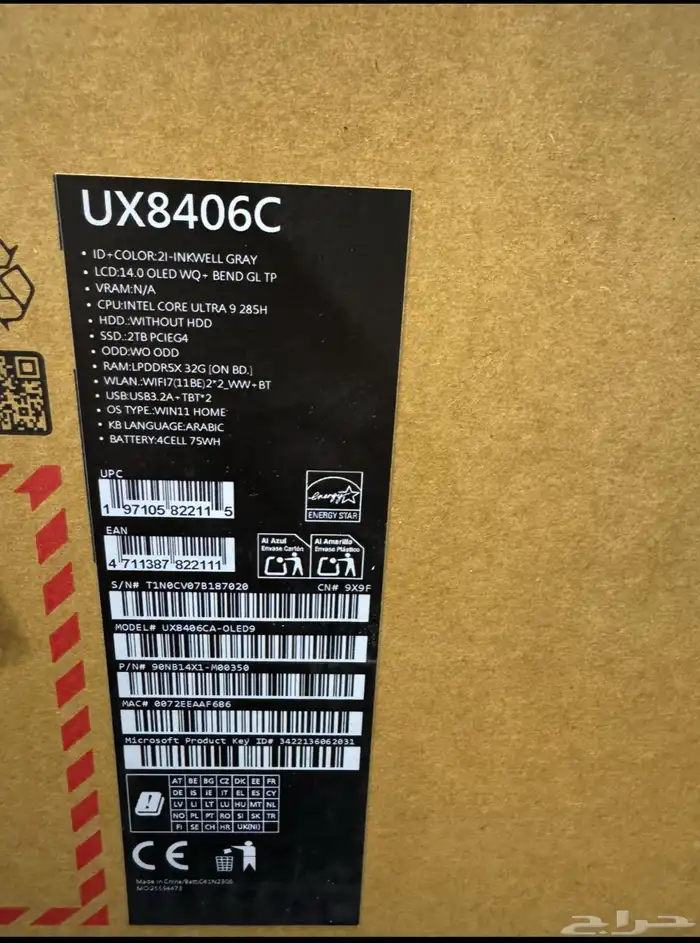 UX8406C
• ID+COLOR:2I-INKWELL GRAY
• LCD:14.0 OLED WQ+ BEND GL TP
• VRAM:N/A
• CPU:INTEL CORE ULTRA 9 285H
• HDD.:WITHOUT HDD
• SSD.:2TB PCIEG4
• ODD:WO ODD
• RAM:LPDDR5X 32G [ON BD.]
• WLAN.:WIFI7(11BE)2*2_WW+BT
• USB:USB3.2A+TBT*2
• OS TYPE.:WIN11 HOME
• KB LANGUAGE:ARABIC
• BATTERY:4CELL 75WH
UPC
1 97105 82211 5
energy
ENERGY STAR
EAN
4 711387 822111
Al Azul
Envase Cartón
Al Amarillo
Envase Plástico
S/N# T1N0CV07B187020 CN# 9X9F
MODEL# UX8406CA-OLED9
P/N# 90NB14X1-M00350
MAC# 0072EEAAF686
Microsoft Product Key ID# 3422136062031
AT BE BG CZ DK EE FR
DE IS IE IT EL ES CY
LV LI LT LU HU MT NL
NO PL PT RO SI SK TR
FI SE CH HR UK(NI)
CE
Made in China
حراج